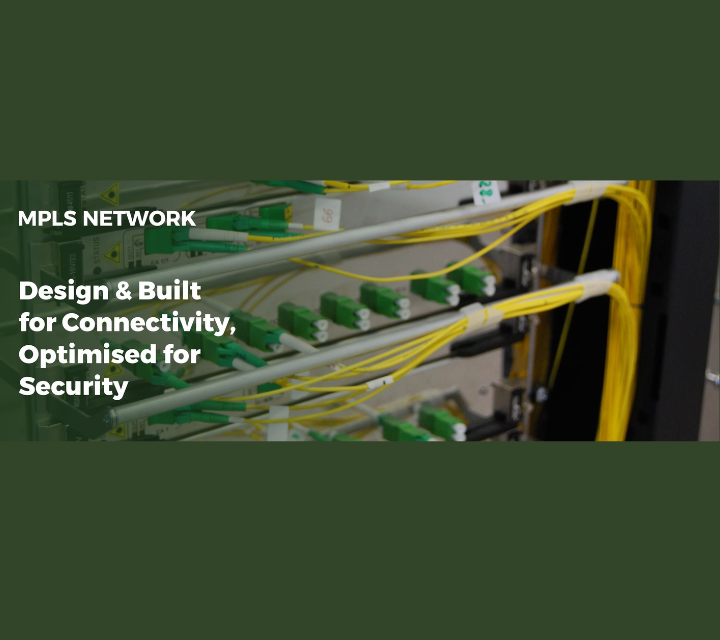 MPLS NETWORK
Design & Built
for Connectivity,
Optimised for
Security